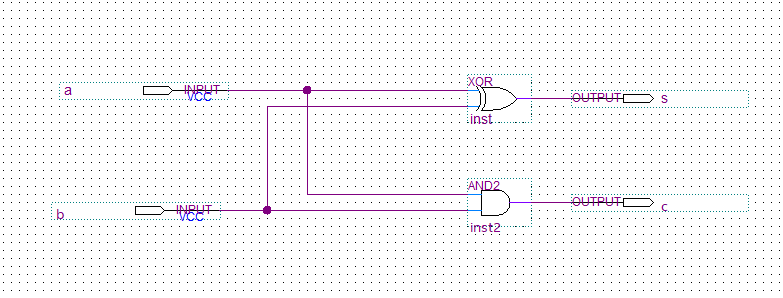 XOR
a INPUT VCC OUTPUT s
inst
AND2
b INPUT VCC OUTPUT c
inst2